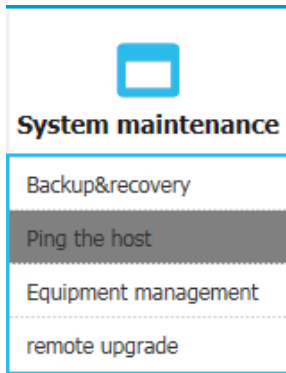 System maintenance
Backup&recovery
Ping the host
Equipment management
remote upgrade